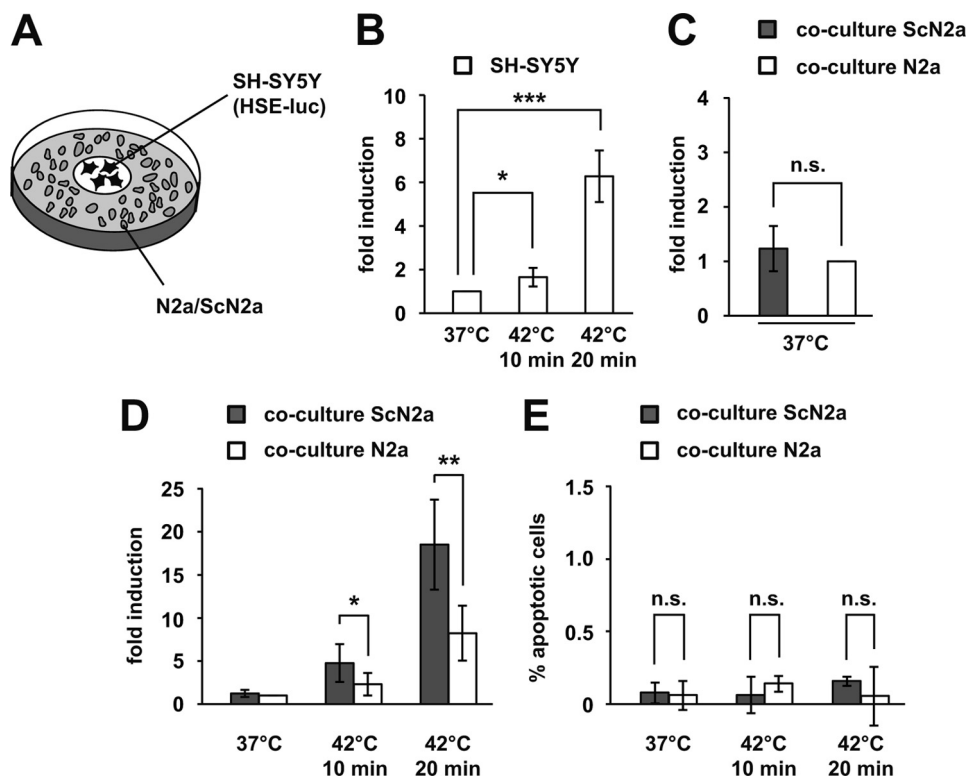 A
SH-SY5Y
(HSE-luc)
N2a/ScN2a
B
SH-SY5Y
fold induction
10
8
6
4
2
0
*
***
37°C
42°C
10 min
42°C
20 min
C
co-culture ScN2a
co-culture N2a
fold induction
4
3
2
1
0
n.s.
37°C
D
co-culture ScN2a
co-culture N2a
fold induction
25
20
15
10
5
0
*
**
37°C
42°C
10 min
42°C
20 min
E
co-culture ScN2a
co-culture N2a
% apoptotic cells
1.5
1.0
0.5
0
n.s.
n.s.
n.s.
37°C
42°C
10 min
42°C
20 min